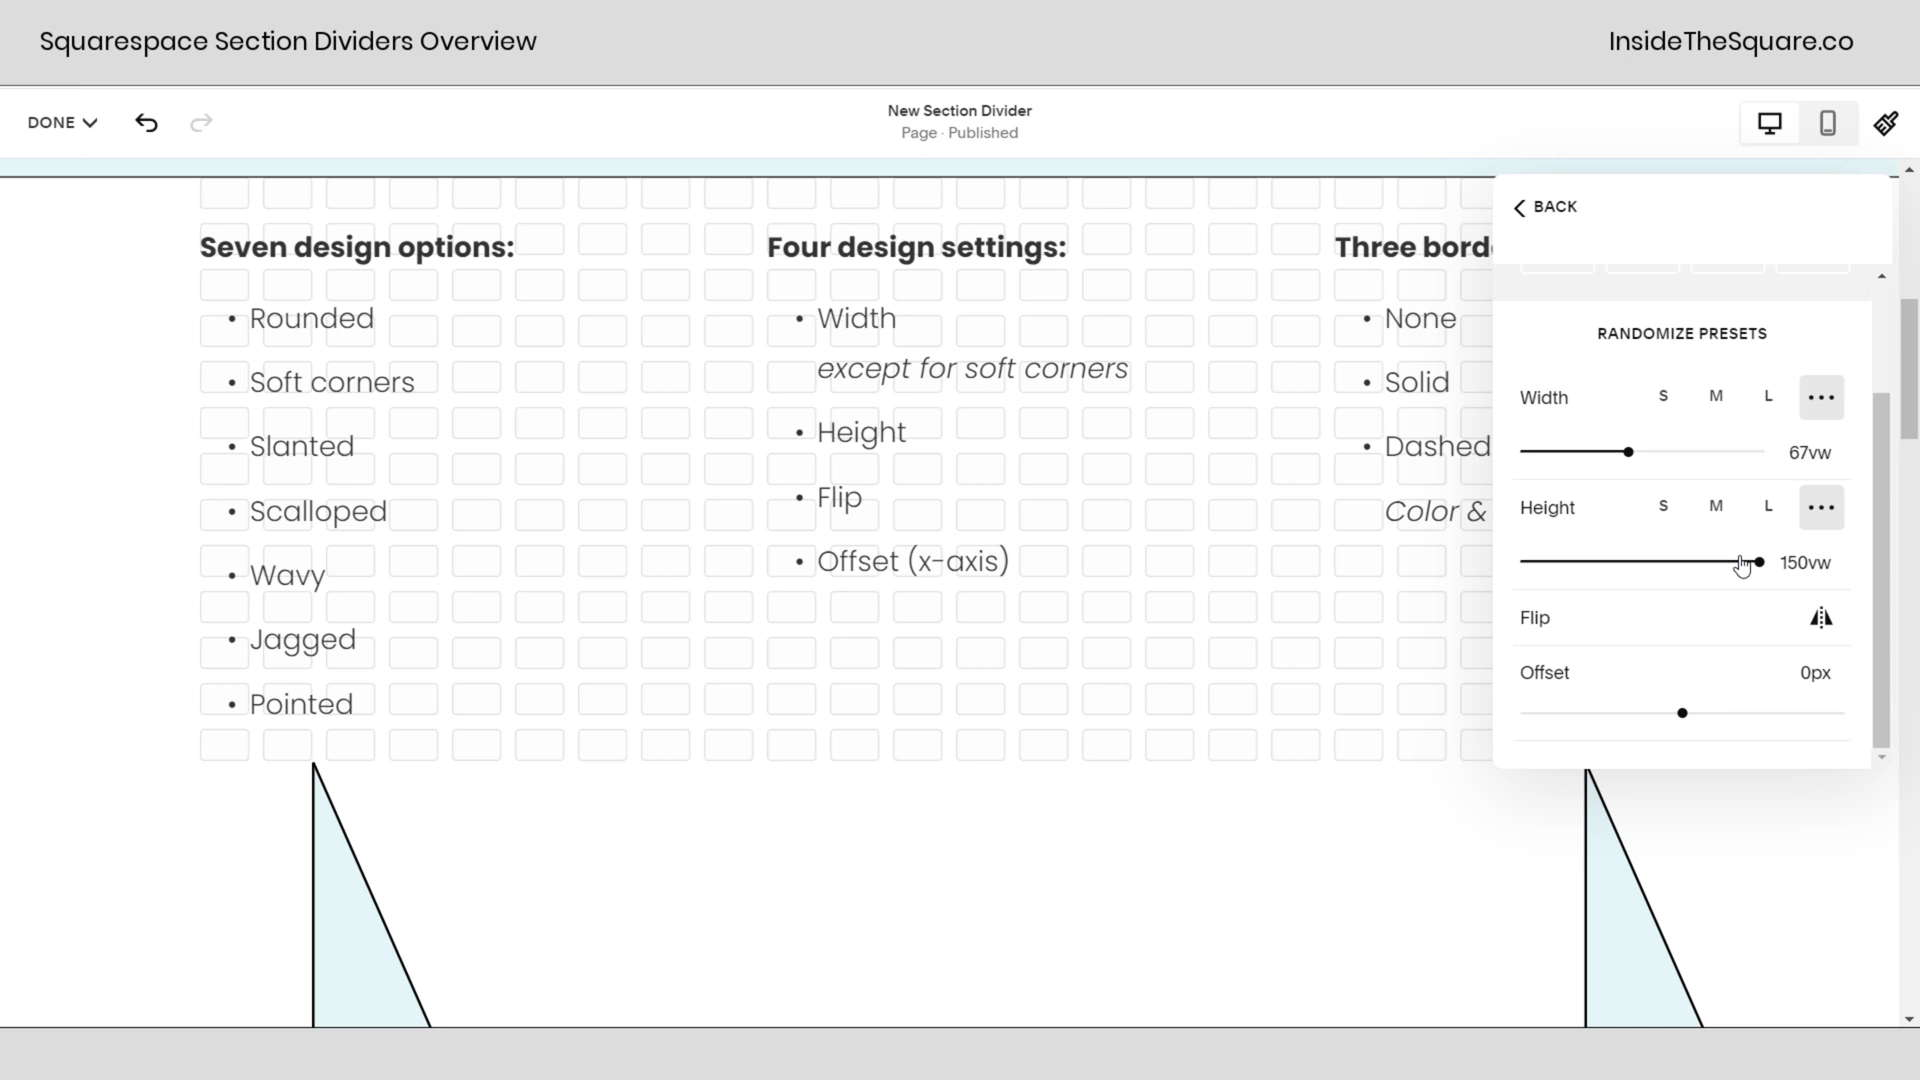 Squarespace Section Dividers Overview
InsideTheSquare.co
DONE
New Section Divider
Page · Published
Seven design options:
• Rounded
• Soft corners
• Slanted
• Scalloped
• Wavy
• Jagged
• Pointed
Four design settings:
• Width
except for soft corners
• Height
• Flip
• Offset (x-axis)
Three bord
• None
• Solid
• Dashed
Color &
BACK
RANDOMIZE PRESETS
Width S M L
67vw
Height S M L
150vw
Flip
Offset 0px